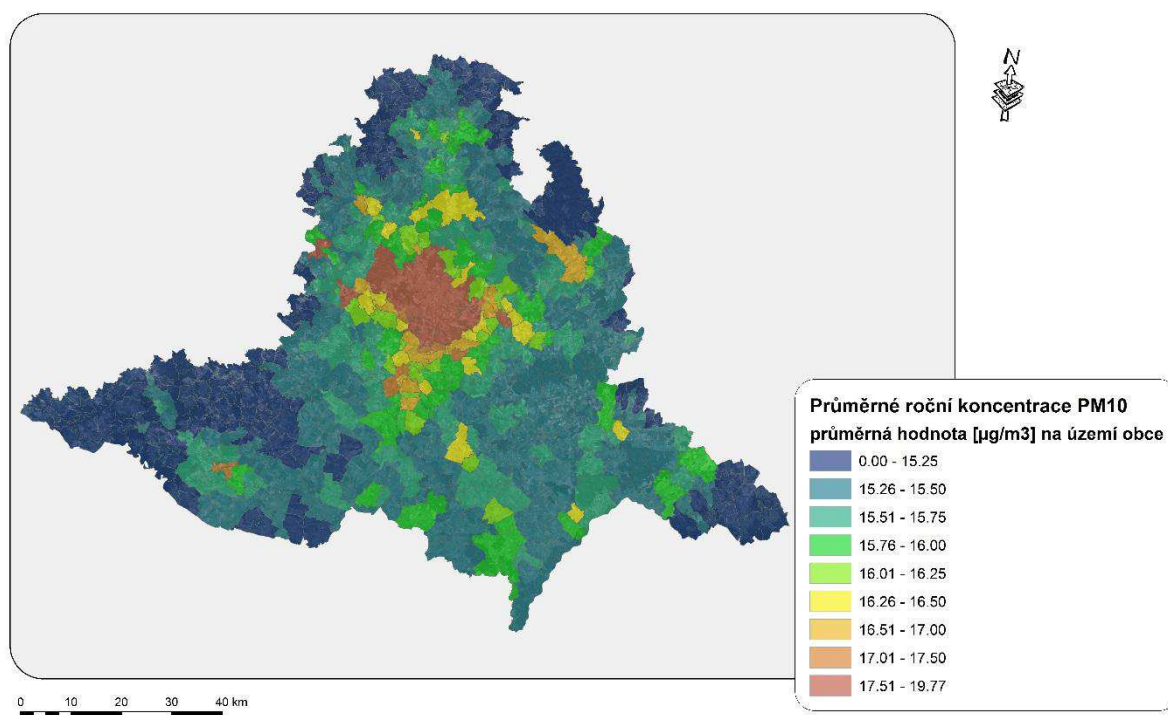 N
Průměrné roční koncentrace PM10
průměrná hodnota [µg/m3] na území obce
0.00 - 15.25
15.26 - 15.50
15.51 - 15.75
15.76 - 16.00
16.01 - 16.25
16.26 - 16.50
16.51 - 17.00
17.01 - 17.50
17.51 - 19.77
0 10 20 30 40 km